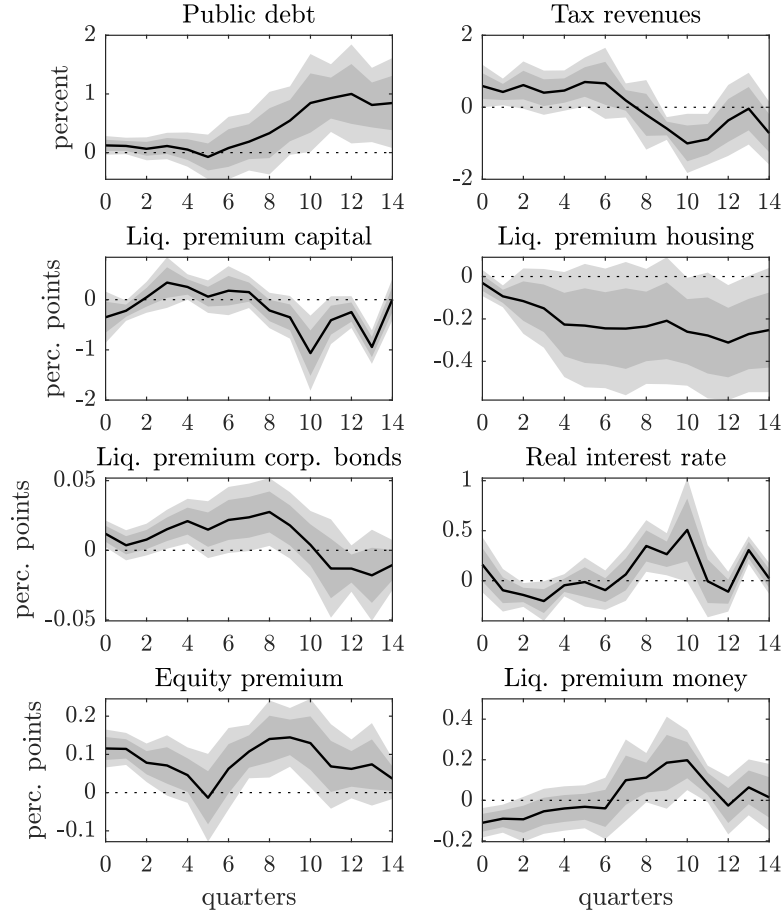 Public debt
Tax revenues
percent
2
1
0
0 2 4 6 8 10 12 14
2
0
-2
0 2 4 6 8 10 12 14
Liq. premium capital
Liq. premium housing
perc. points
0
-1
-2
0 2 4 6 8 10 12 14
0
-0.2
-0.4
0 2 4 6 8 10 12 14
Liq. premium corp. bonds
Real interest rate
perc. points
0.05
0
-0.05
0 2 4 6 8 10 12 14
1
0.5
0
0 2 4 6 8 10 12 14
Equity premium
Liq. premium money
perc. points
0.2
0.1
0
-0.1
0 2 4 6 8 10 12 14
quarters
0.4
0.2
0
-0.2
0 2 4 6 8 10 12 14
quarters